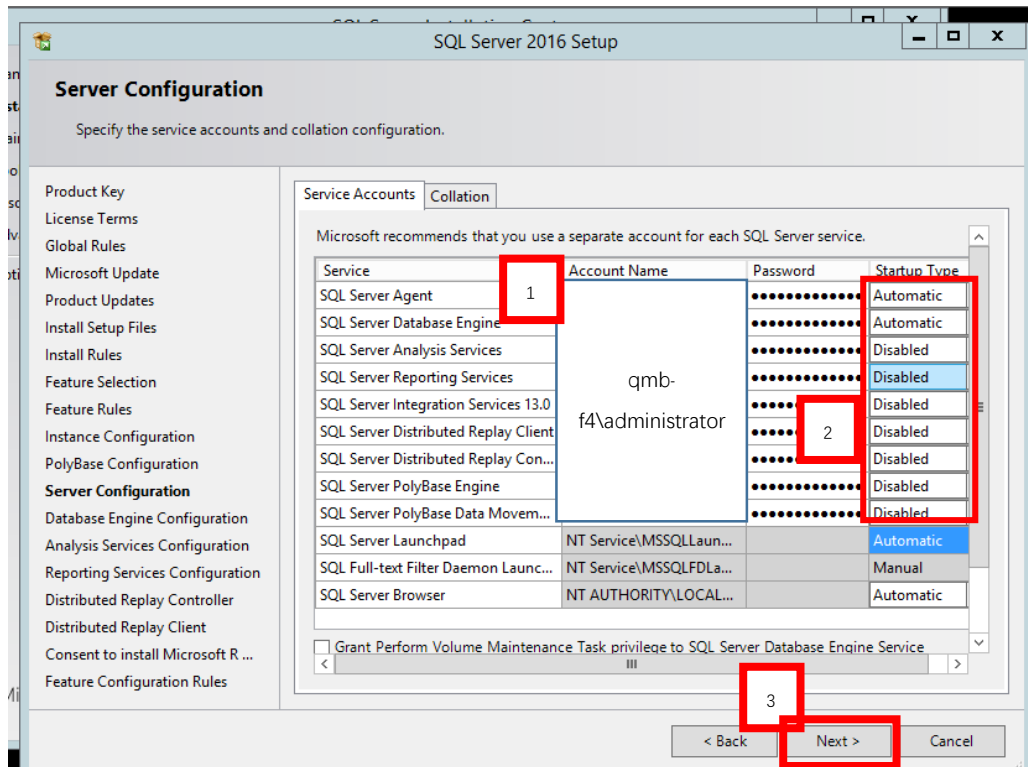 SQL Server 2016 Setup
Server Configuration
Specify the service accounts and collation configuration.
Product Key
License Terms
Global Rules
Microsoft Update
Product Updates
Install Setup Files
Install Rules
Feature Selection
Feature Rules
Instance Configuration
PolyBase Configuration
Server Configuration
Database Engine Configuration
Analysis Services Configuration
Reporting Services Configuration
Distributed Replay Controller
Distributed Replay Client
Consent to install Microsoft R ...
Feature Configuration Rules
Service Accounts Collation
Microsoft recommends that you use a separate account for each SQL Server service.
Service Account Name Password Startup Type
SQL Server Agent 1 ●●●●●●●●●●●●● Automatic
SQL Server Database Engine ●●●●●●●●●●●●● Automatic
SQL Server Analysis Services ●●●●●●●●●●●●● Disabled
SQL Server Reporting Services qmb- ●●●●●●●●●●●●● Disabled
SQL Server Integration Services 13.0 f4\administrator ●●●●● Disabled
SQL Server Distributed Replay Client ●●●●● 2 Disabled
SQL Server Distributed Replay Con... ●●●●● Disabled
SQL Server PolyBase Engine ●●●●●●●●●●●●● Disabled
SQL Server PolyBase Data Movem... ●●●●●●●●●●●●● Disabled
SQL Server Launchpad NT Service\MSSQLLaun... Automatic
SQL Full-text Filter Daemon Launc... NT Service\MSSQLFDLa... Manual
SQL Server Browser NT AUTHORITY\LOCAL... Automatic
Grant Perform Volume Maintenance Task privilege to SQL Server Database Engine Service
3
< Back Next > Cancel